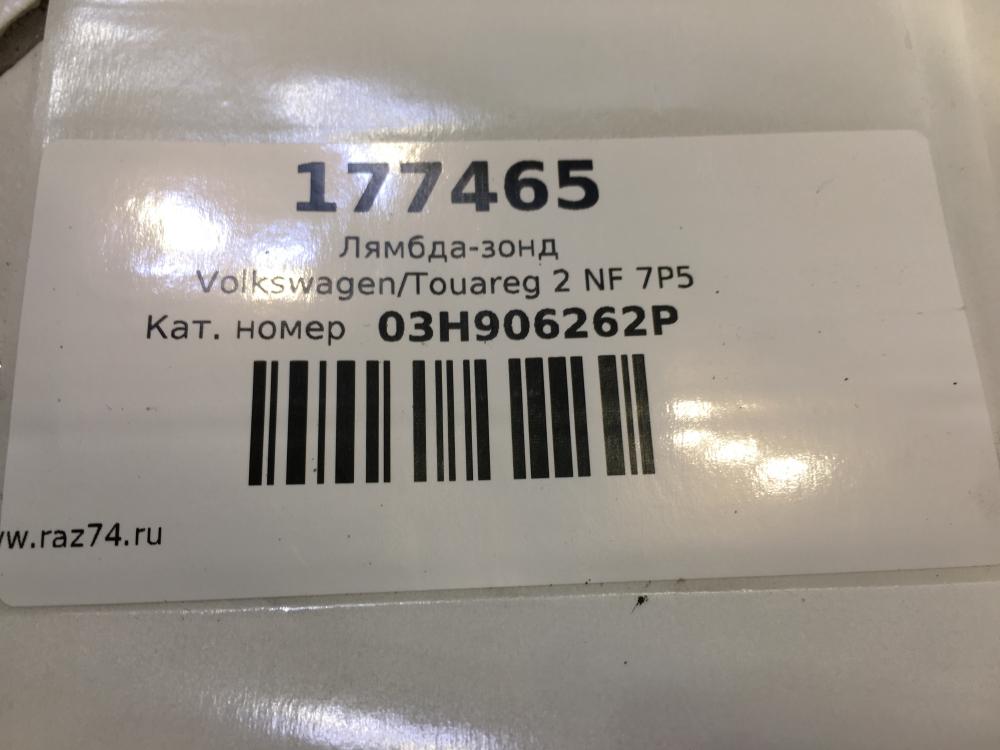 177465
Лямбда-зонд
Volkswagen/Touareg 2 NF 7P5
Кат. номер 03H906262P
w.raz74.ru